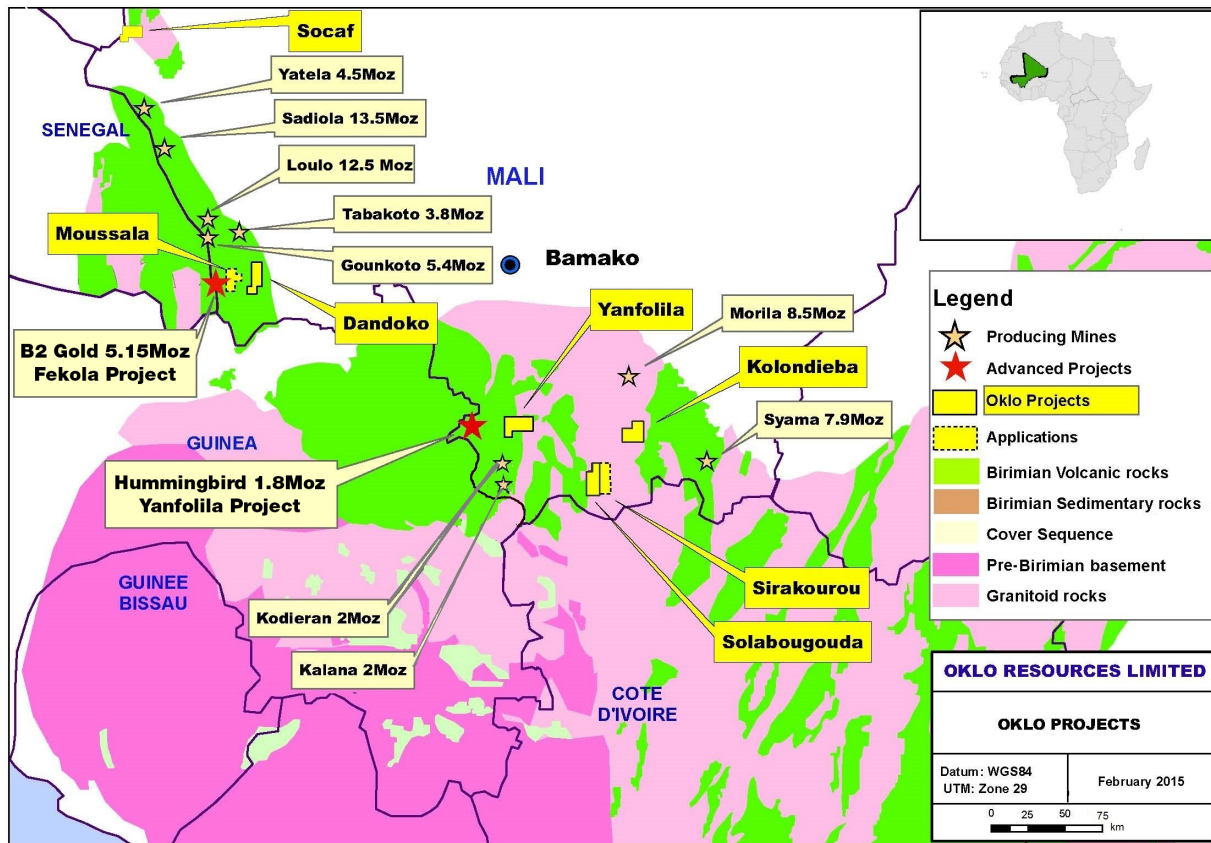 Socaf
Yatela 4.5Moz
SENEGAL
Sadiola 13.5Moz
Loulo 12.5 Moz
MALI
Tabakoto 3.8Moz
Moussala
Gounkoto 5.4Moz
Bamako
Dandoko
Yanfolila
Morila 8.5Moz
B2 Gold 5.15Moz
Fekola Project
Kolondieba
Syama 7.9Moz
GUINEA
Hummingbird 1.8Moz
Yanfolila Project
GUINEE
BISSAU
Sirakourou
Kodieran 2Moz
Solabougouda
Kalana 2Moz
COTE
D'IVOIRE
Legend
Producing Mines
Advanced Projects
Oklo Projects
Applications
Birimian Volcanic rocks
Birimian Sedimentary rocks
Cover Sequence
Pre-Birimian basement
Granitoid rocks
OKLO RESOURCES LIMITED
OKLO PROJECTS
Datum: WGS84
UTM: Zone 29
February 2015
0 25 50 75
km